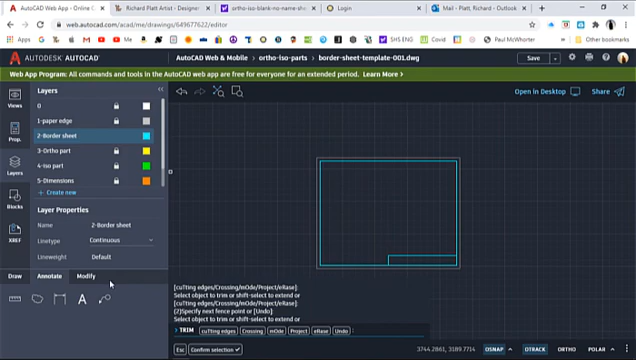 AutoCAD Web App - Online C
Richard Platt Artist - Designer
ortho-iso-blank-no-name-sh
Login
Mail - Platt, Richard - Outlook
web.autocad.com/acad/me/drawings/649677622/editor
Apps
SHS ENG
Covid
Paul McWhorter
Other bookmarks
AUTODESK AUTOCAD
AutoCAD Web & Mobile > ortho-iso-parts > border-sheet-template-001.dwg
Save
Web App Program: All commands and tools in the AutoCAD web app are free for everyone for an extended period. Learn More >
Views
Prop.
Layers
Blocks
XREF
Layers
0
1-paper edge
2-Border sheet
3-Ortho part
4-Iso part
5-Dimensions
+ Create new
Layer Properties
Name 2-Border sheet
Linetype Continuous
Lineweight Default
Draw Annotate Modify
A
Open in Desktop
Share
[cuTting edges/Crossing/mOde/Project/eRase]:
Select object to trim or shift-select to extend or
[cuTting edges/Crossing/mOde/Project/eRase]:
(2)Specify next fence point or [Undo]:
Select object to trim or shift-select to extend or
TRIM cuTting edges Crossing mOde Project eRase Undo
Esc Confirm selection
3744.2861, 3189.7714 OSNAP OTRACK ORTHO POLAR